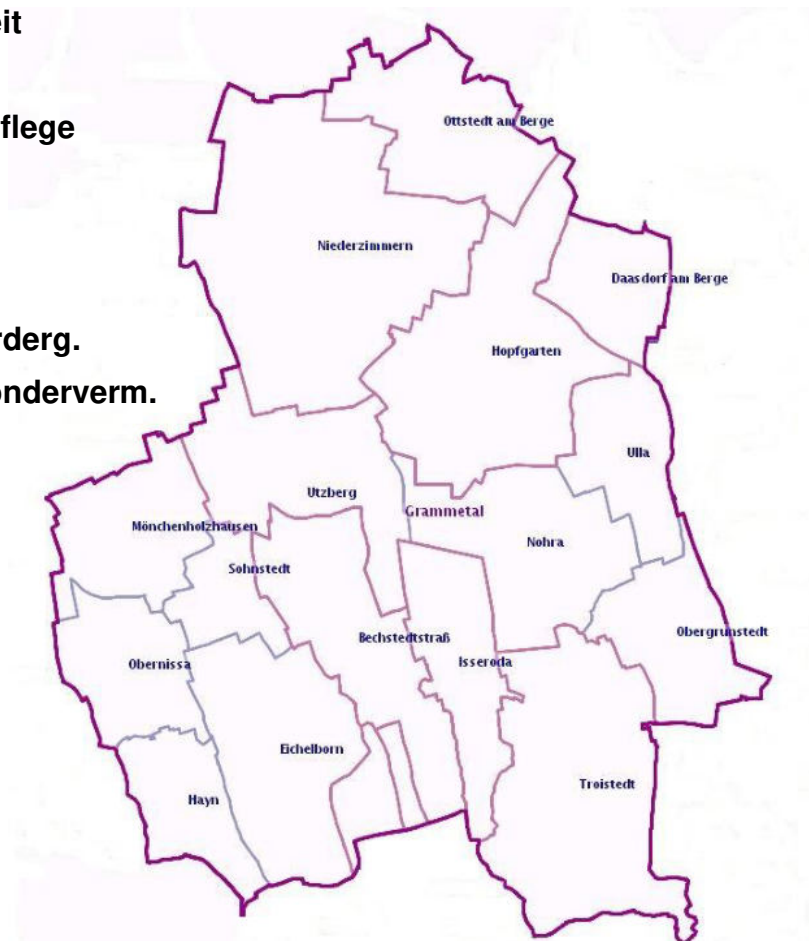 eit
flege
rderg.
onderverm.
Ottstedt am Berge
Niederzimmern
Daasdorf am Berge
Hopfgarten
Ulla
Utzberg
Grammetal
Mönchenholzhausen
Nohra
Sohnstedt
Obergrunstedt
Bechstedtstraß
Isseroda
Obernissa
Eichelborn
Troistedt
Hayn